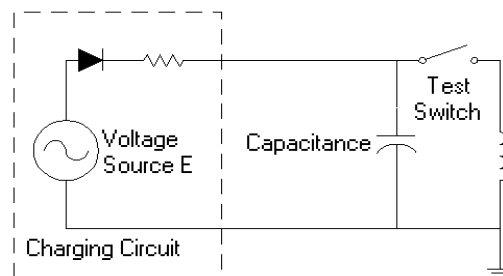 Test
Switch
Voltage
Source E
Capacitance
Charging Circuit